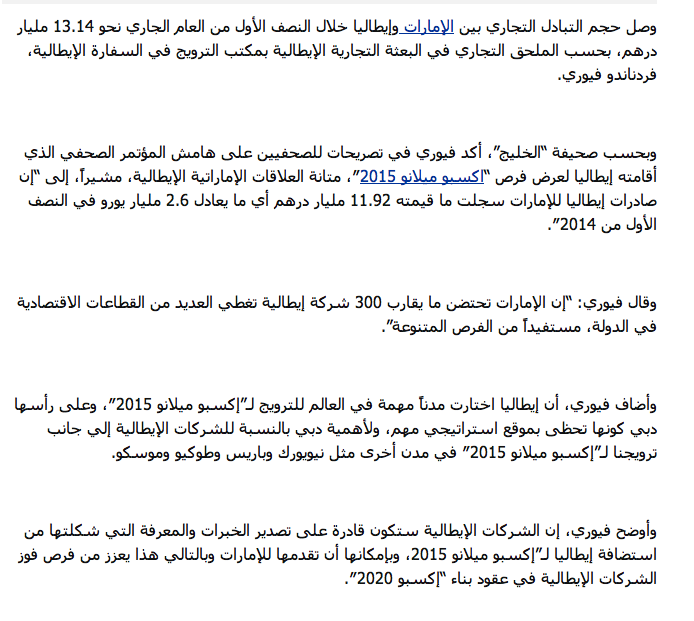 وصل حجم التبادل التجاري بين الإمارات وإيطاليا خلال النصف الأول من العام الجاري نحو 13.14 مليار
درهم، بحسب الملحق التجاري في البعثة التجارية الإيطالية بمكتب الترويج في السفارة الإيطالية،
فردناندو فيوري.
وبحسب صحيفة “الخليج”، أكد فيوري في تصريحات للصحفيين على هامش المؤتمر الصحفي الذي
أقامته إيطاليا لعرض فرص “اكسبو ميلانو 2015”، متانة العلاقات الإماراتية الإيطالية، مشيراً، إلى “إن
صادرات إيطاليا للإمارات سجلت ما قيمته 11.92 مليار درهم أي ما يعادل 2.6 مليار يورو في النصف
الأول من 2014”.
وقال فيوري: “إن الإمارات تحتضن ما يقارب 300 شركة إيطالية تغطي العديد من القطاعات الاقتصادية
في الدولة، مستفيداً من الفرص المتنوعة”.
وأضاف فيوري، أن إيطاليا اختارت مدناً مهمة في العالم للترويج لـ”إكسبو ميلانو 2015”، وعلى رأسها
دبي كونها تحظى بموقع استراتيجي مهم، ولأهمية دبي بالنسبة للشركات الإيطالية إلي جانب
ترويجنا لـ”إكسبو ميلانو 2015” في مدن أخرى مثل نيويورك وباريس وطوكيو وموسكو.
وأوضح فيوري، إن الشركات الإيطالية ستكون قادرة على تصدير الخبرات والمعرفة التي شكلتها من
استضافة إيطاليا لـ”إكسبو ميلانو 2015، وبإمكانها أن تقدمها للإمارات وبالتالي هذا يعزز من فرص فوز
الشركات الإيطالية في عقود بناء “إكسبو 2020”.